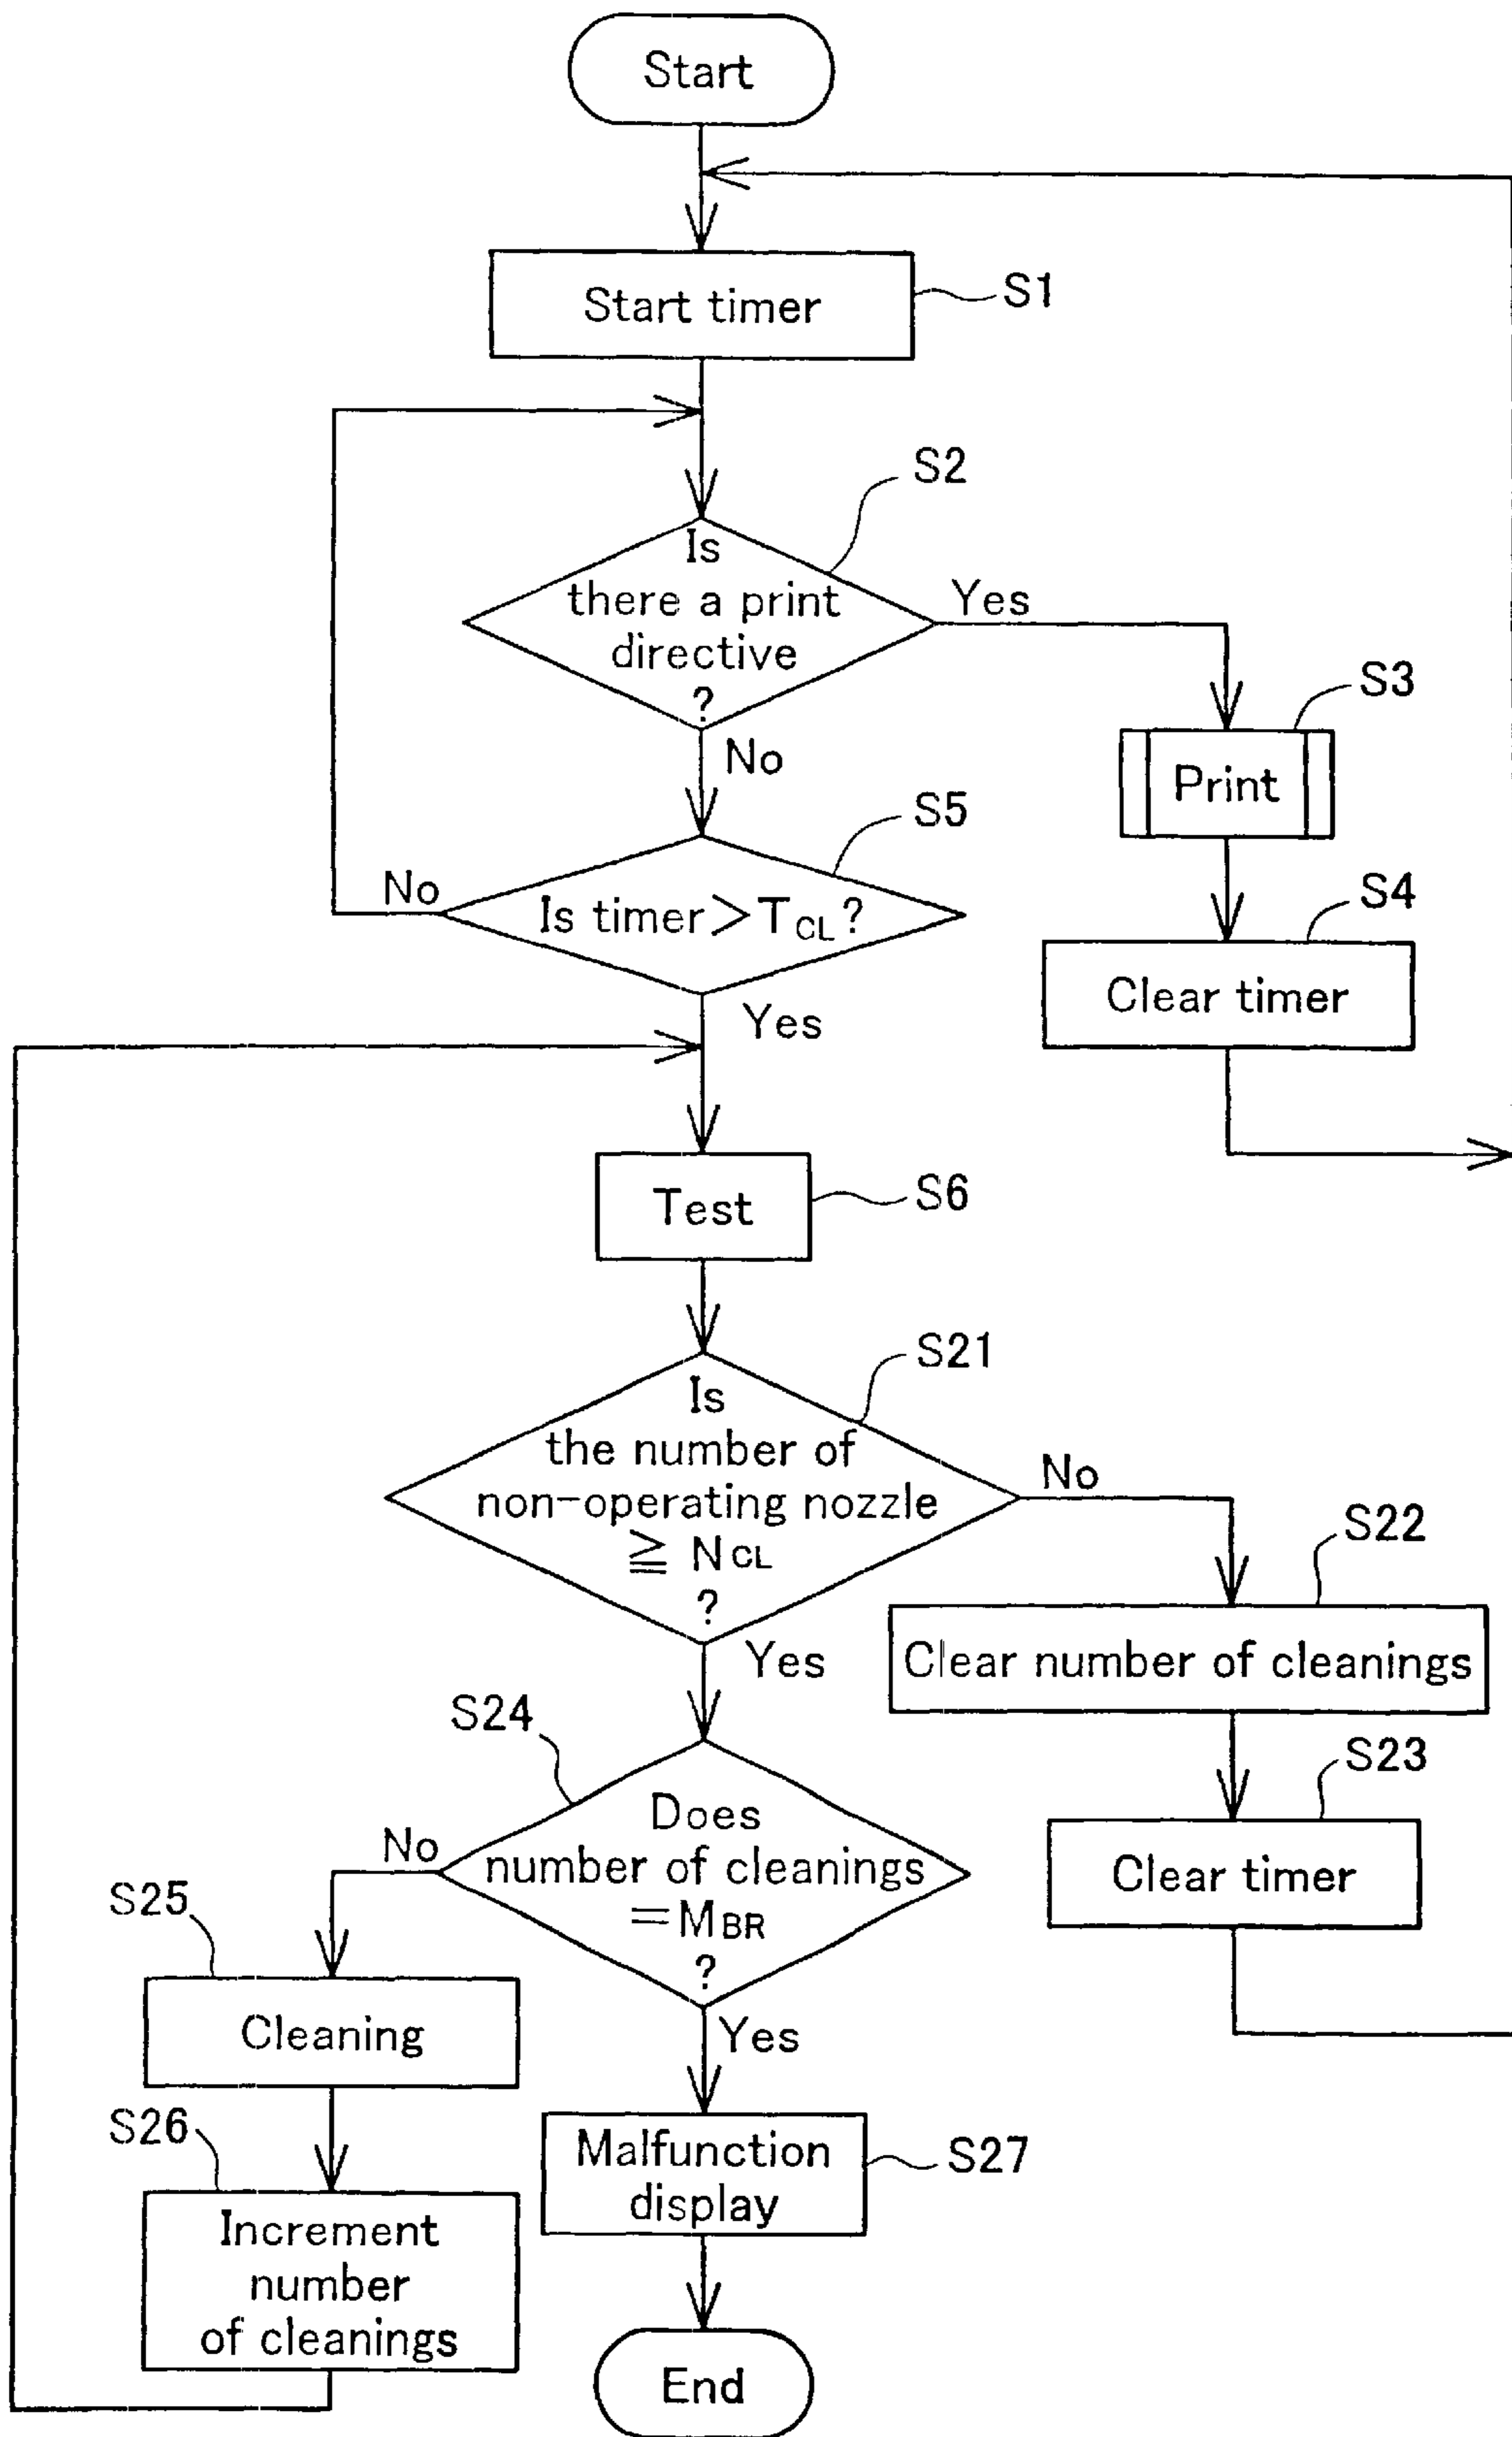 Start
Start timer
S1
S2
Is
there a print
directive
?
Yes
No
S3
Print
S5
Is timer＞TCL?
No
Yes
S4
Clear timer
Test
S6
S21
Is
the number of
non-operating nozzle
≧ NCL
?
No
Yes
S22
Clear number of cleanings
S23
Clear timer
S24
Does
number of cleanings
=MBR
?
No
Yes
S25
Cleaning
S26
Increment
number
of cleanings
Malfunction
display
S27
End